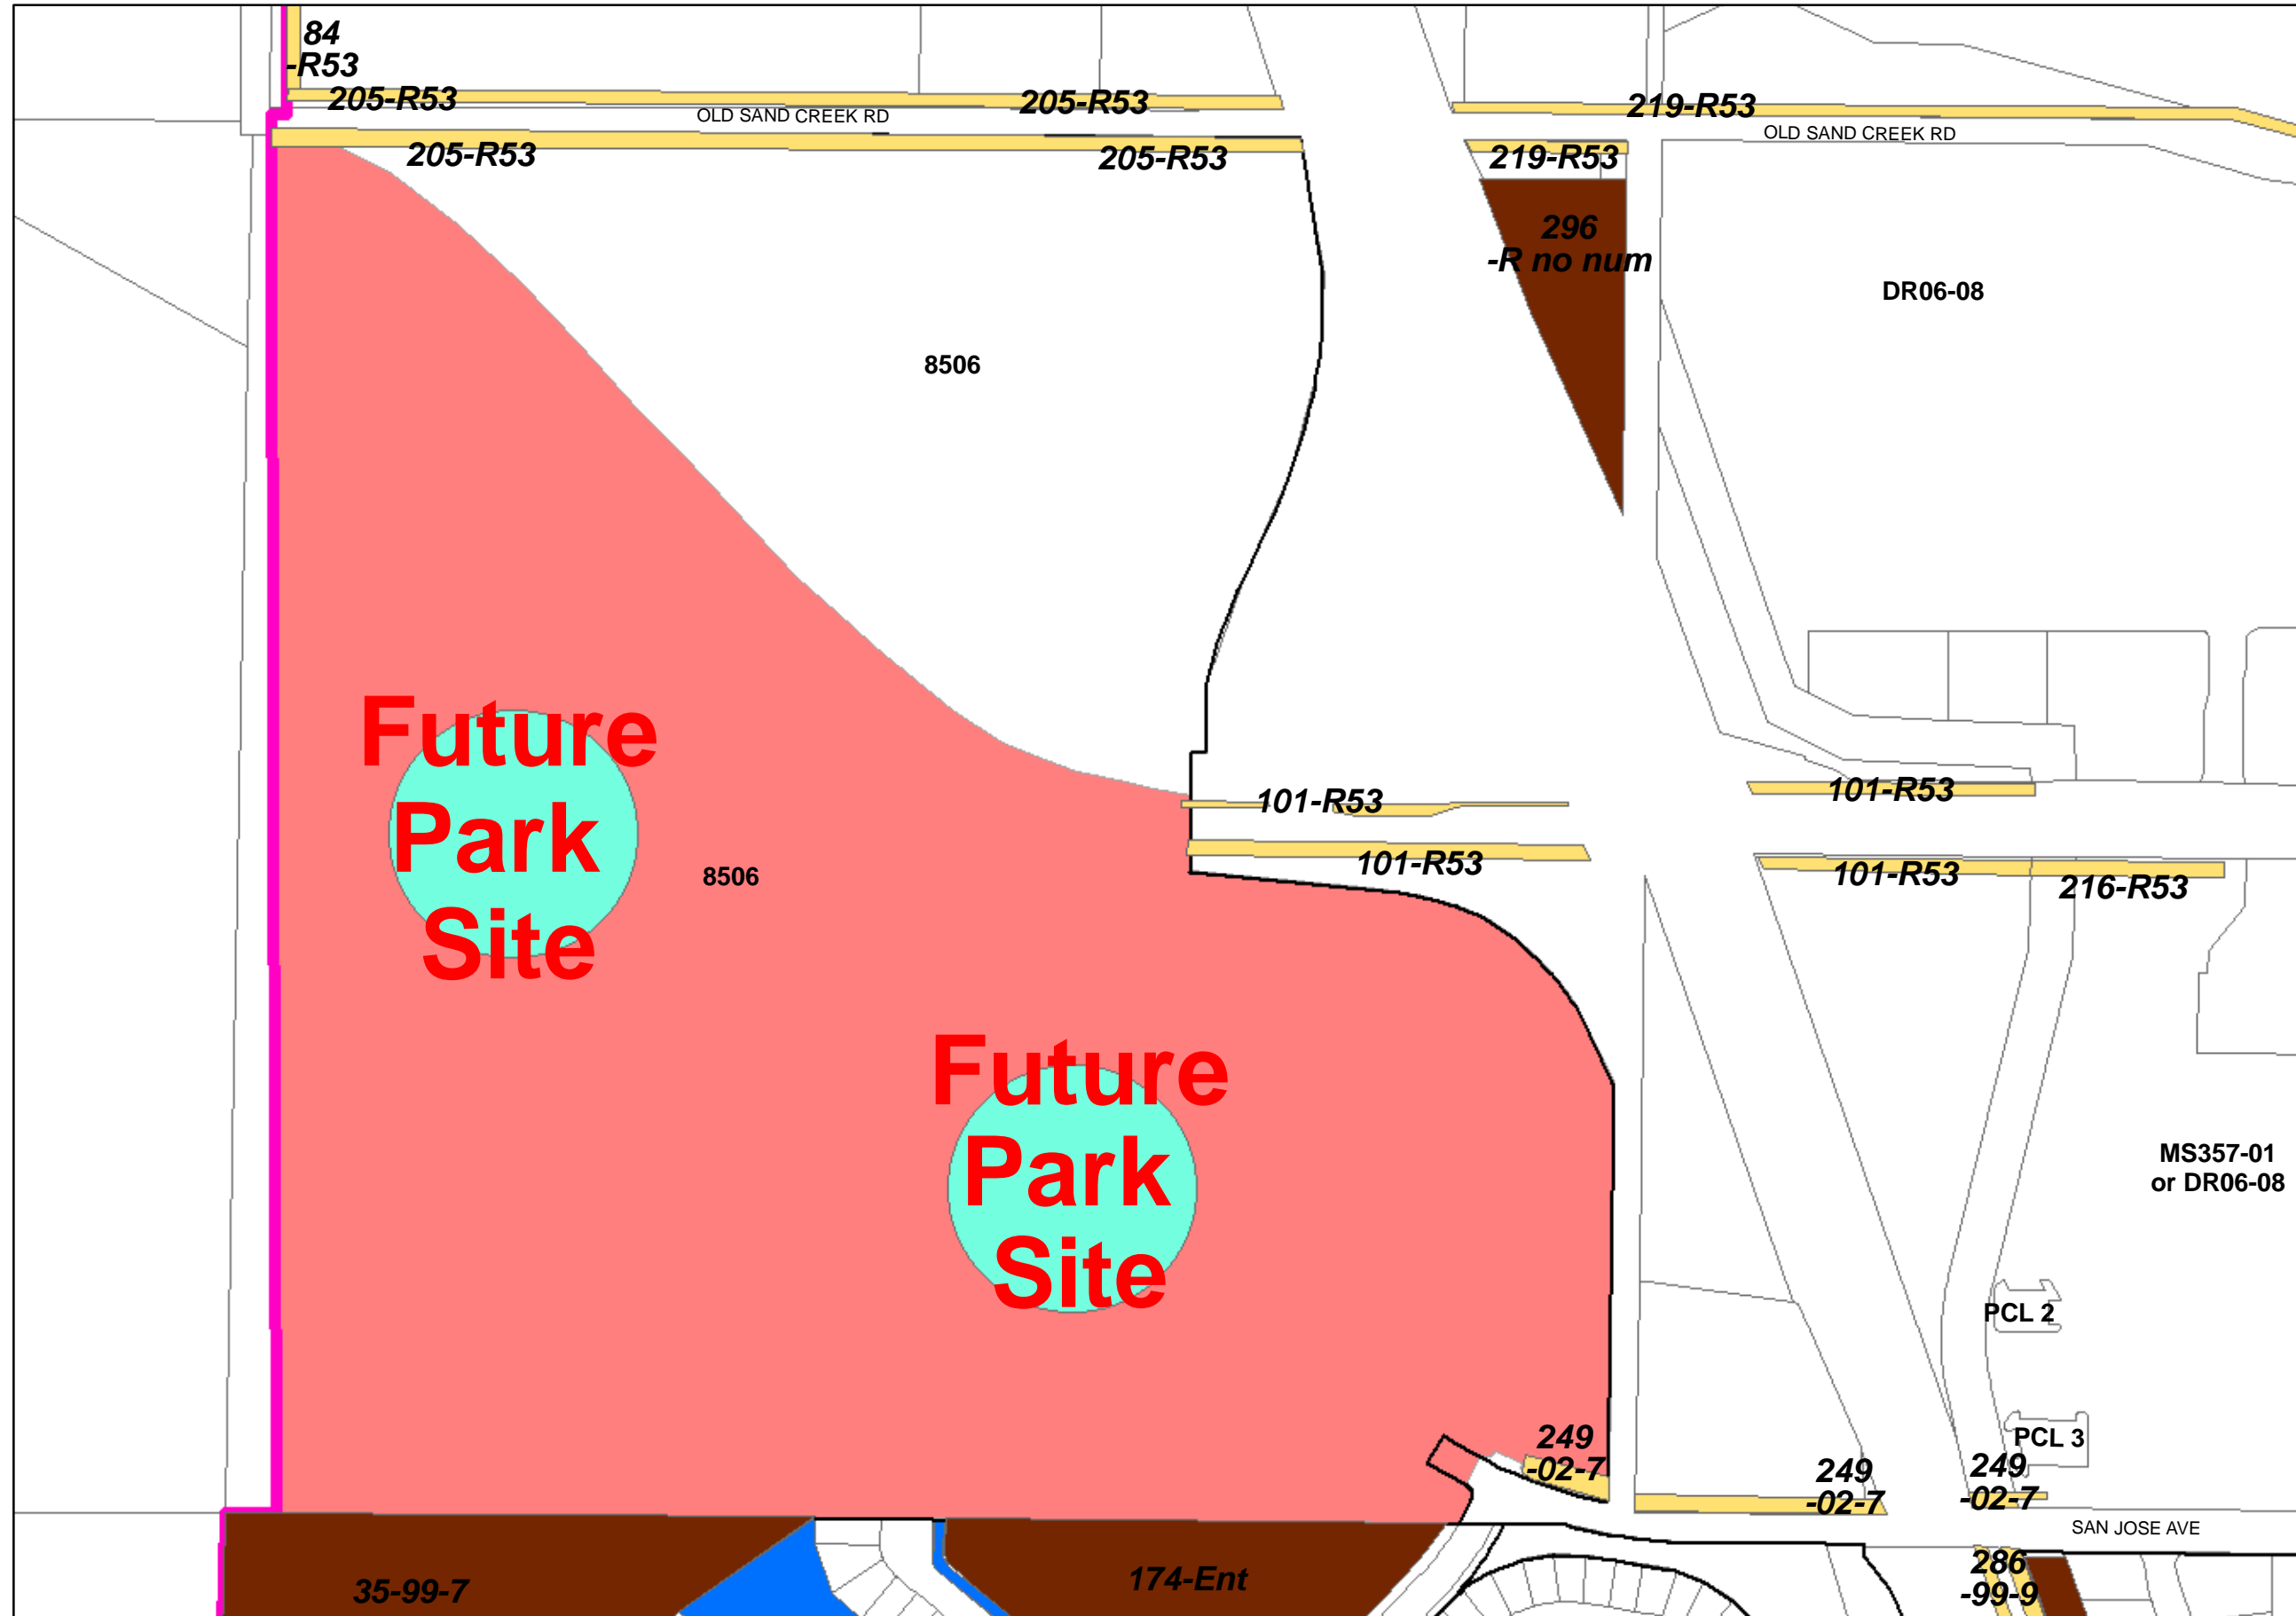 84
-R53
205-R53
205-R53
219-R53
OLD SAND CREEK RD
OLD SAND CREEK RD
205-R53
205-R53
219-R53
296
-R no num
DR06-08
8506
Future
Park
Site
8506
101-R53
101-R53
101-R53
101-R53
216-R53
Future
Park
Site
MS357-01
or DR06-08
PCL 2
PCL 3
249
-02-7
249
-02-7
249
-02-7
SAN JOSE AVE
35-99-7
174-Ent
286
-99-9